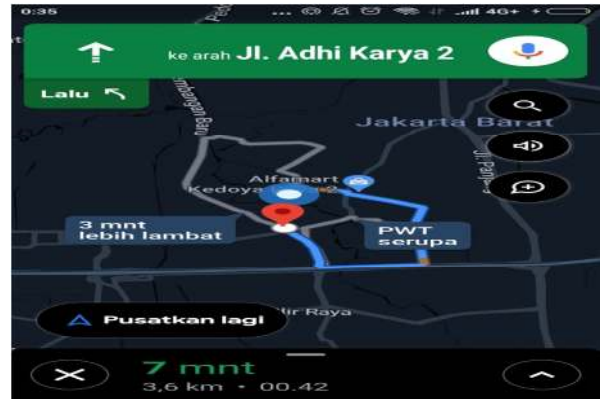 0:35
... 4G+
ke arah Jl. Adhi Karya 2
Lalu
Jakarta Barat
Alfamart
Kedoya
3 mnt
lebih lambat
PWT
serupa
Pusatkan lagi
Raya
7 mnt
3,6 km • 00.42